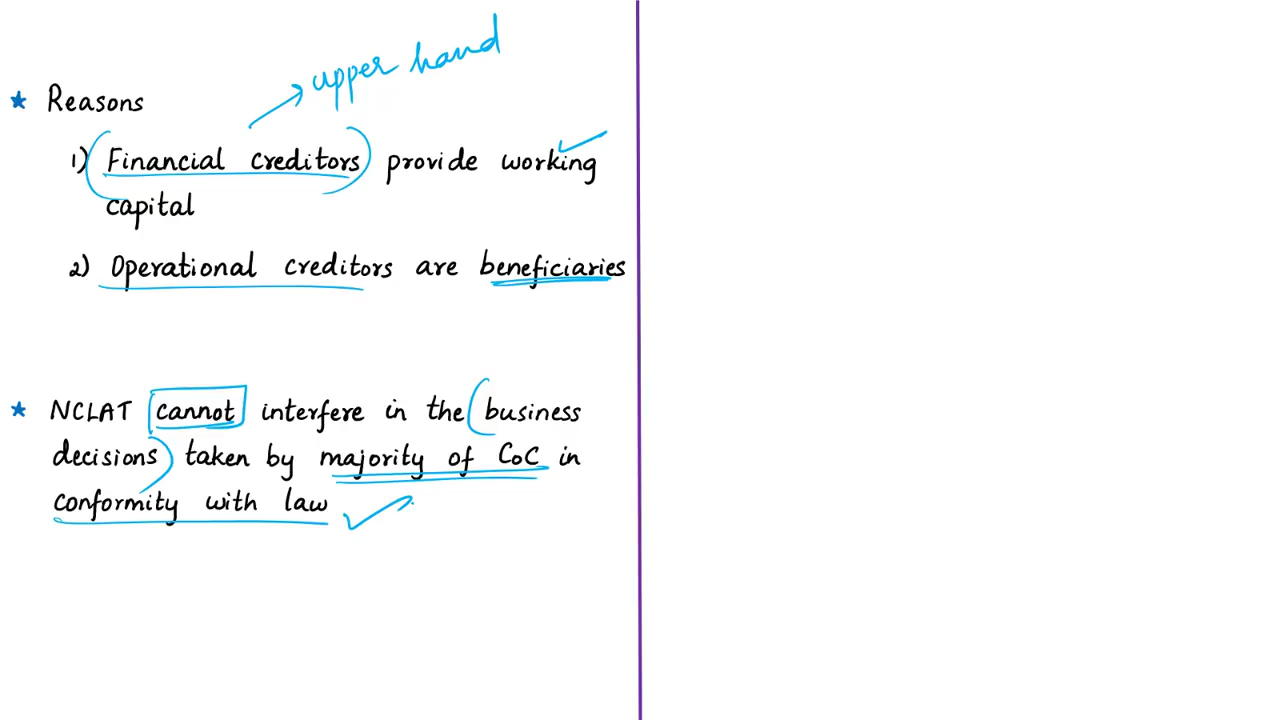 upper hand
★ Reasons
1) (Financial creditors) provide working
capital
2) Operational creditors are beneficiaries
★ NCLAT cannot interfere in the (business
decisions) taken by majority of CoC in
conformity with law